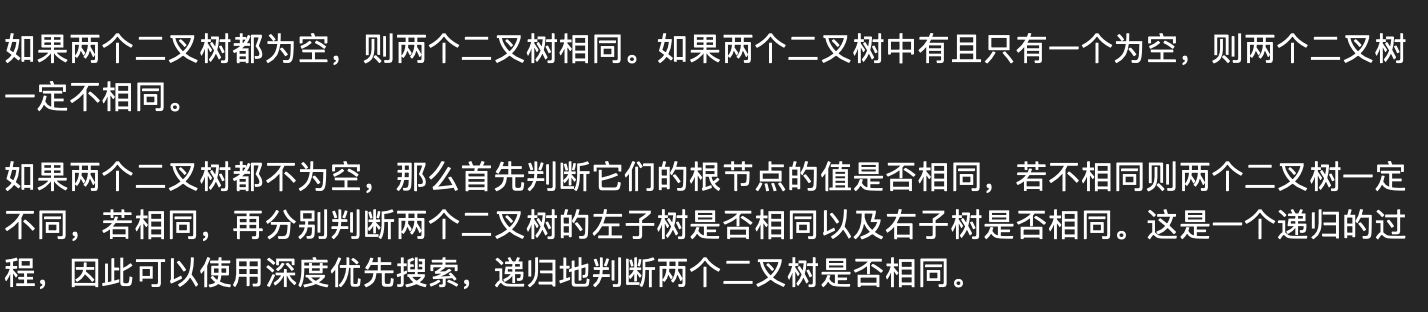 如果两个二叉树都为空，则两个二叉树相同。如果两个二叉树中有且只有一个为空，则两个二叉树
一定不相同。
如果两个二叉树都不为空，那么首先判断它们的根节点的值是否相同，若不相同则两个二叉树一定
不同，若相同，再分别判断两个二叉树的左子树是否相同以及右子树是否相同。这是一个递归的过
程，因此可以使用深度优先搜索，递归地判断两个二叉树是否相同。